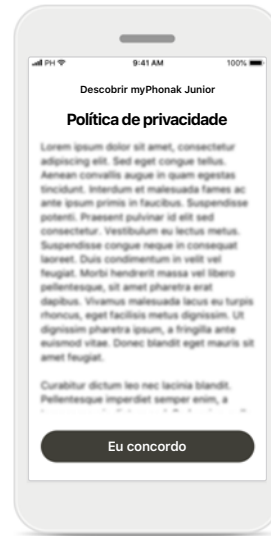 PH 9:41 AM 100%
Descobrir myPhonak Junior
Política de privacidade
Lorem ipsum dolor sit amet, consectetur
adipiscing elit. Sed eget congue tellus.
Aenean convallis augue in quam egestas
tincidunt. Interdum et malesuada fames ac
ante ipsum primis in faucibus. Suspendisse
potenti. Praesent pulvinar id elit sed
consectetur. Vestibulum eu lectus metus.
Suspendisse congue neque in consequat
laoreet. Duis condimentum in velit vel
feugiat. Morbi hendrerit massa vel libero
pellentesque, sit amet pharetra erat
dapibus. Vivamus malesuada lacus eu turpis
rhoncus, eget facilisis metus dignissim. Ut
dignissim pharetra ipsum, a fringilla ante
euismod vitae. Donec blandit eget mauris sit
amet feugiat.
Curabitur dictum leo nec lacinia blandit.
Pellentesque imperdiet semper enim, a
Eu concordo